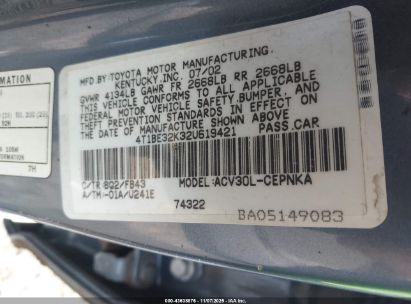 MFD. BY TOYOTA MOTOR MANUFACTURING,
KENTUCKY, INC. 07/02
GVWR 4134LB GAWR FR 2668LB RR 2668LB
THIS VEHICLE CONFORMS TO ALL APPLICABLE
FEDERAL MOTOR VEHICLE SAFETY, BUMPER, AND
THEFT PREVENTION STANDARDS IN EFFECT ON
THE DATE OF MANUFACTURE SHOWN ABOVE.
4T1BE32K32U619421 PASS.CAR
C/TR:8Q2/FB43 MODEL:ACV30L-CEPNKA
A/TM:-01A/U241E
74322
BA05149083